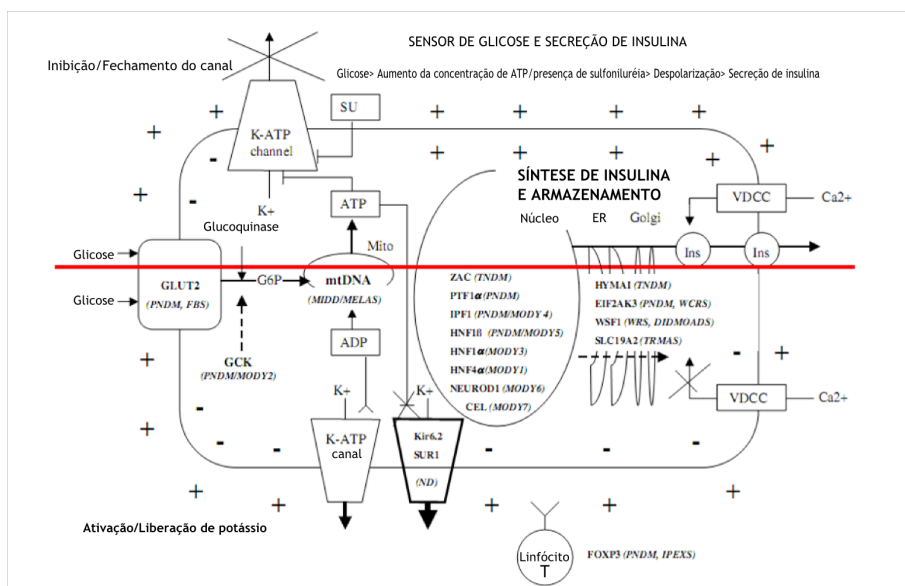 SENSOR DE GLICOSE E SECREÇÃO DE INSULINA
Inibição/Fechamento do canal
Glicose> Aumento da concentração de ATP/presença de sulfoniluréia> Despolarização> Secreção de insulina
SU
K-ATP
channel
K+
ATP
Glucoquinase
Mito
SÍNTESE DE INSULINA
E ARMAZENAMENTO
Núcleo ER Golgi
VDCC Ca2+
Ins Ins
Glicose
GLUT2
(PNDM, FBS)
Glicose
G6P
mtDNA
(MIDD/MELAS)
GCK
(PNDM/MODY2)
ADP
ZAC (TNDM)
PTF1α(PNDM)
IPF1 (PNDM/MODY 4)
HNF1ß (PNDM/MODY5)
HNF1α(MODY3)
HNF4α(MODY1)
NEUROD1(MODY6)
CEL (MODY7)
HYMAI (TNDM)
EIF2AK3 (PNDM, WCRS)
WSF1 (WRS, DIDMOADS)
SLC19A2 (TRMAS)
VDCC Ca2+
K+ K+
K-ATP
canal
Kir6.2
SUR1
(ND)
Ativação/Liberação de potássio
Linfócito
T
FOXP3 (PNDM, IPEXS)